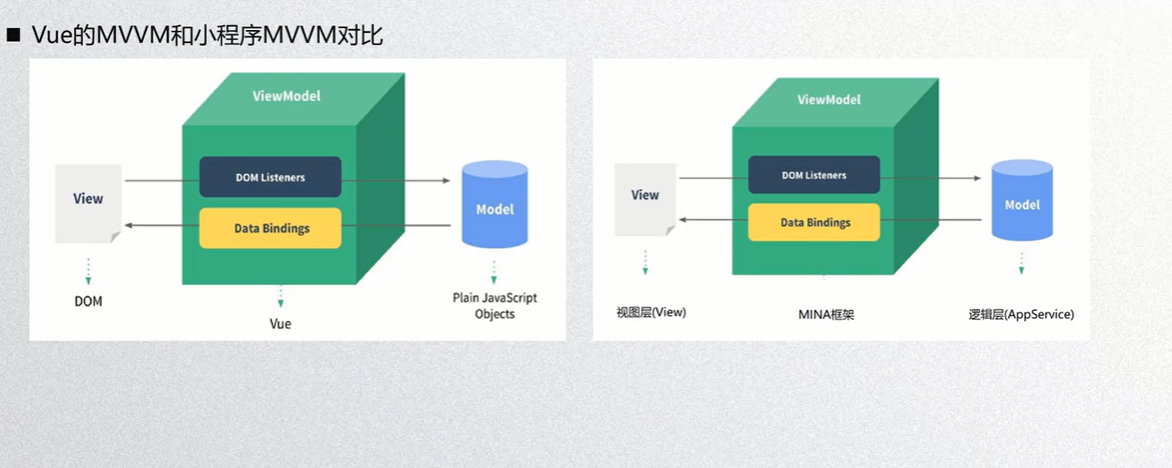 Vue的MVVM和小程序MVVM对比
ViewModel
DOM Listeners
View
Model
Data Bindings
DOM
Vue
Plain JavaScript
Objects
ViewModel
DOM Listeners
View
Model
Data Bindings
视图层(View)
MINA框架
逻辑层(AppService)